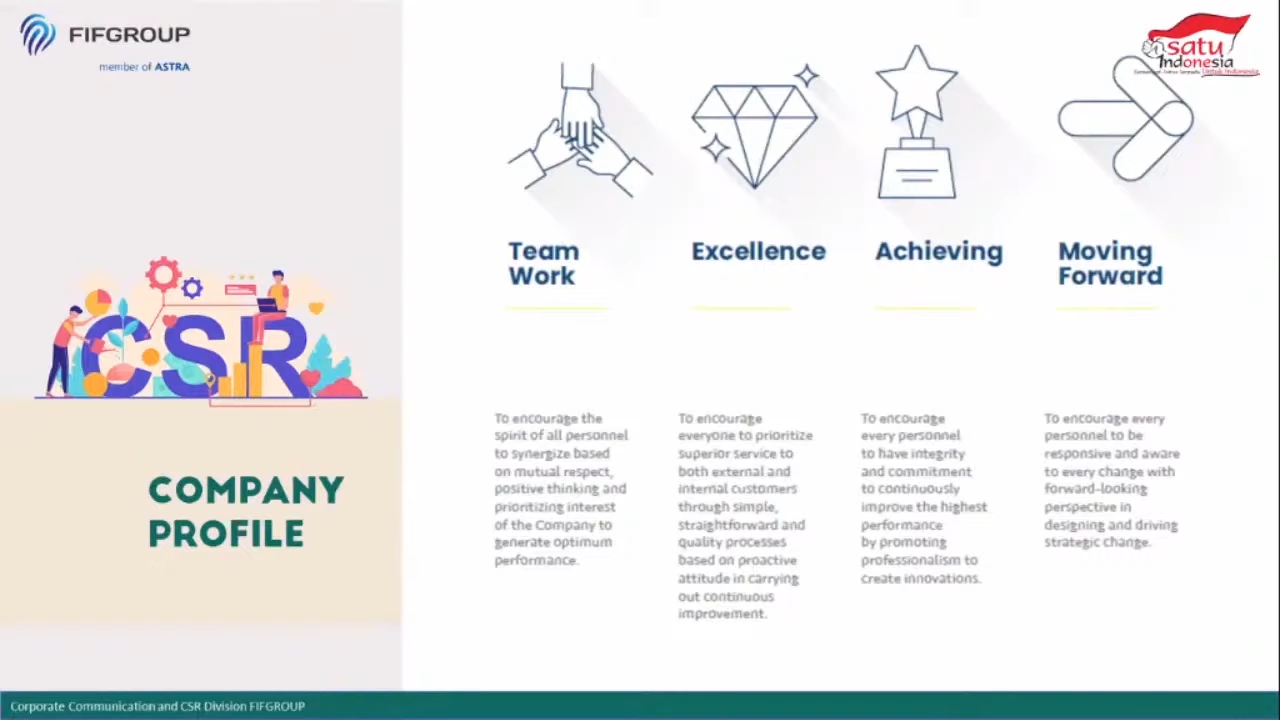 FIFGROUP
member of ASTRA
satu
Indonesia
Untuk Indonesia
CSR
COMPANY
PROFILE
Team
Work
Excellence
Achieving
Moving
Forward
To encourage the
spirit of all personnel
to synergize based
on mutual respect,
positive thinking and
prioritizing interest
of the Company to
generate optimum
performance.
To encourage
everyone to prioritize
superior service to
both external and
internal customers
through simple,
straightforward and
quality processes
based on proactive
attitude in carrying
out continuous
improvement.
To encourage
every personnel
to have integrity
and commitment
to continuously
improve the highest
performance
by promoting
professionalism to
create innovations.
To encourage every
personnel to be
responsive and aware
to every change with
forward-looking
perspective in
designing and driving
strategic change.
Corporate Communication and CSR Division FIFGROUP